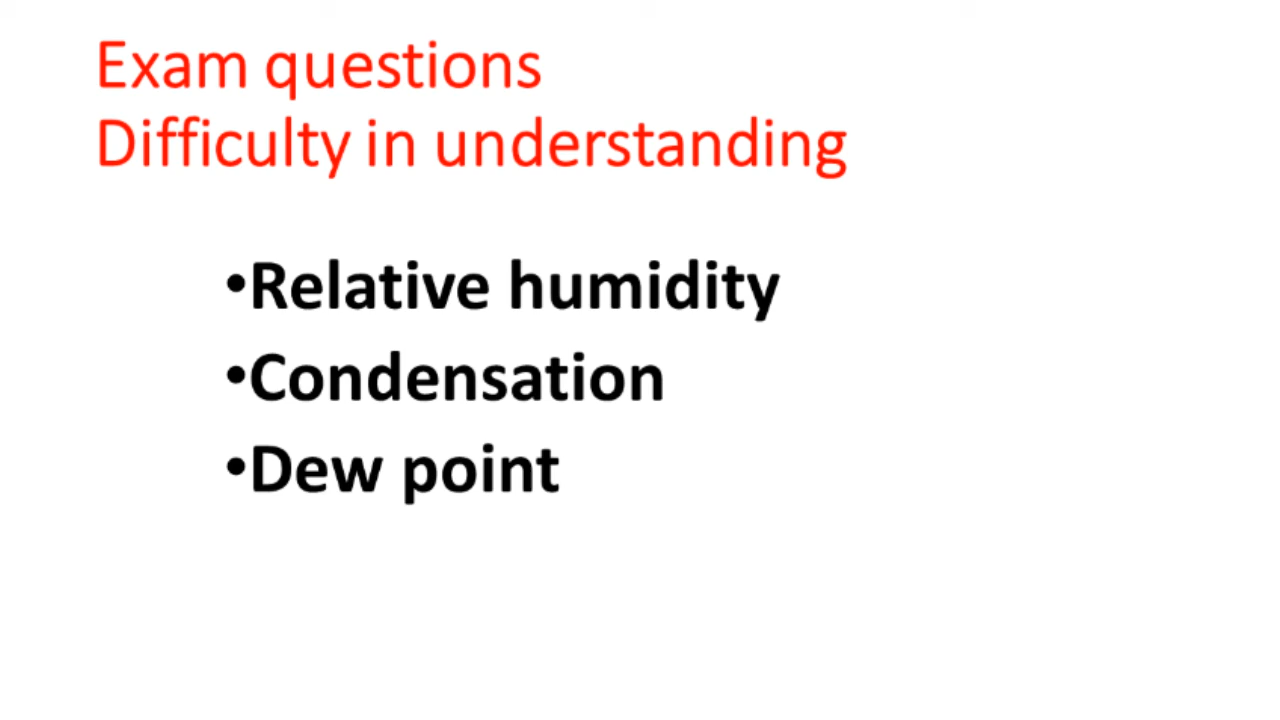 Exam questions
Difficulty in understanding
•Relative humidity
•Condensation
•Dew point